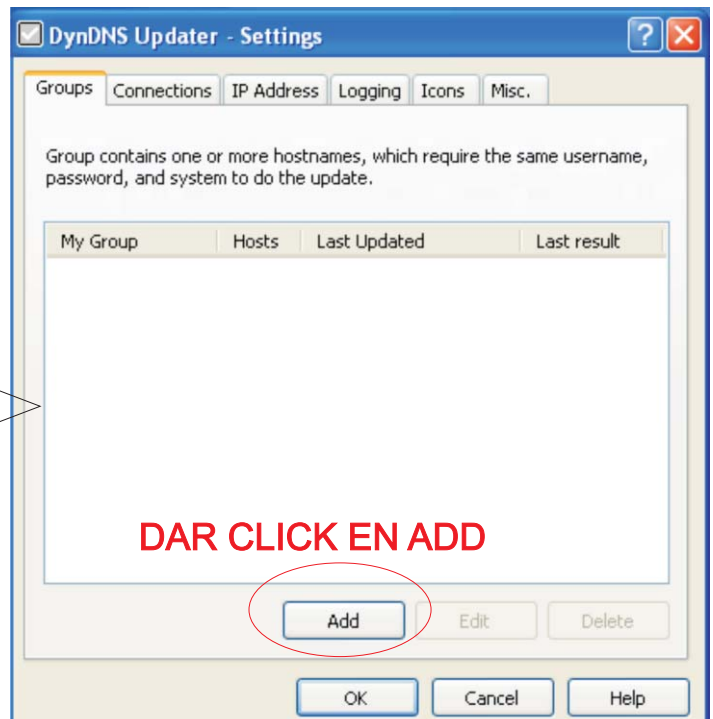 DynDNS Updater - Settings
Groups Connections IP Address Logging Icons Misc.
Group contains one or more hostnames, which require the same username,
password, and system to do the update.
My Group Hosts Last Updated Last result
DAR CLICK EN ADD
Add Edit Delete
OK Cancel Help